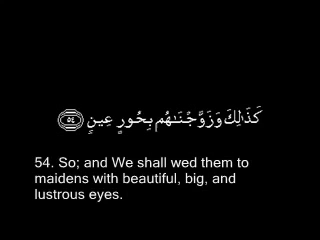 كَذَٰلِكَ وَزَوَّجْنَـٰهُم بِحُورٍ عِينٍ ٥٤
54. So; and We shall wed them to
maidens with beautiful, big, and
lustrous eyes.